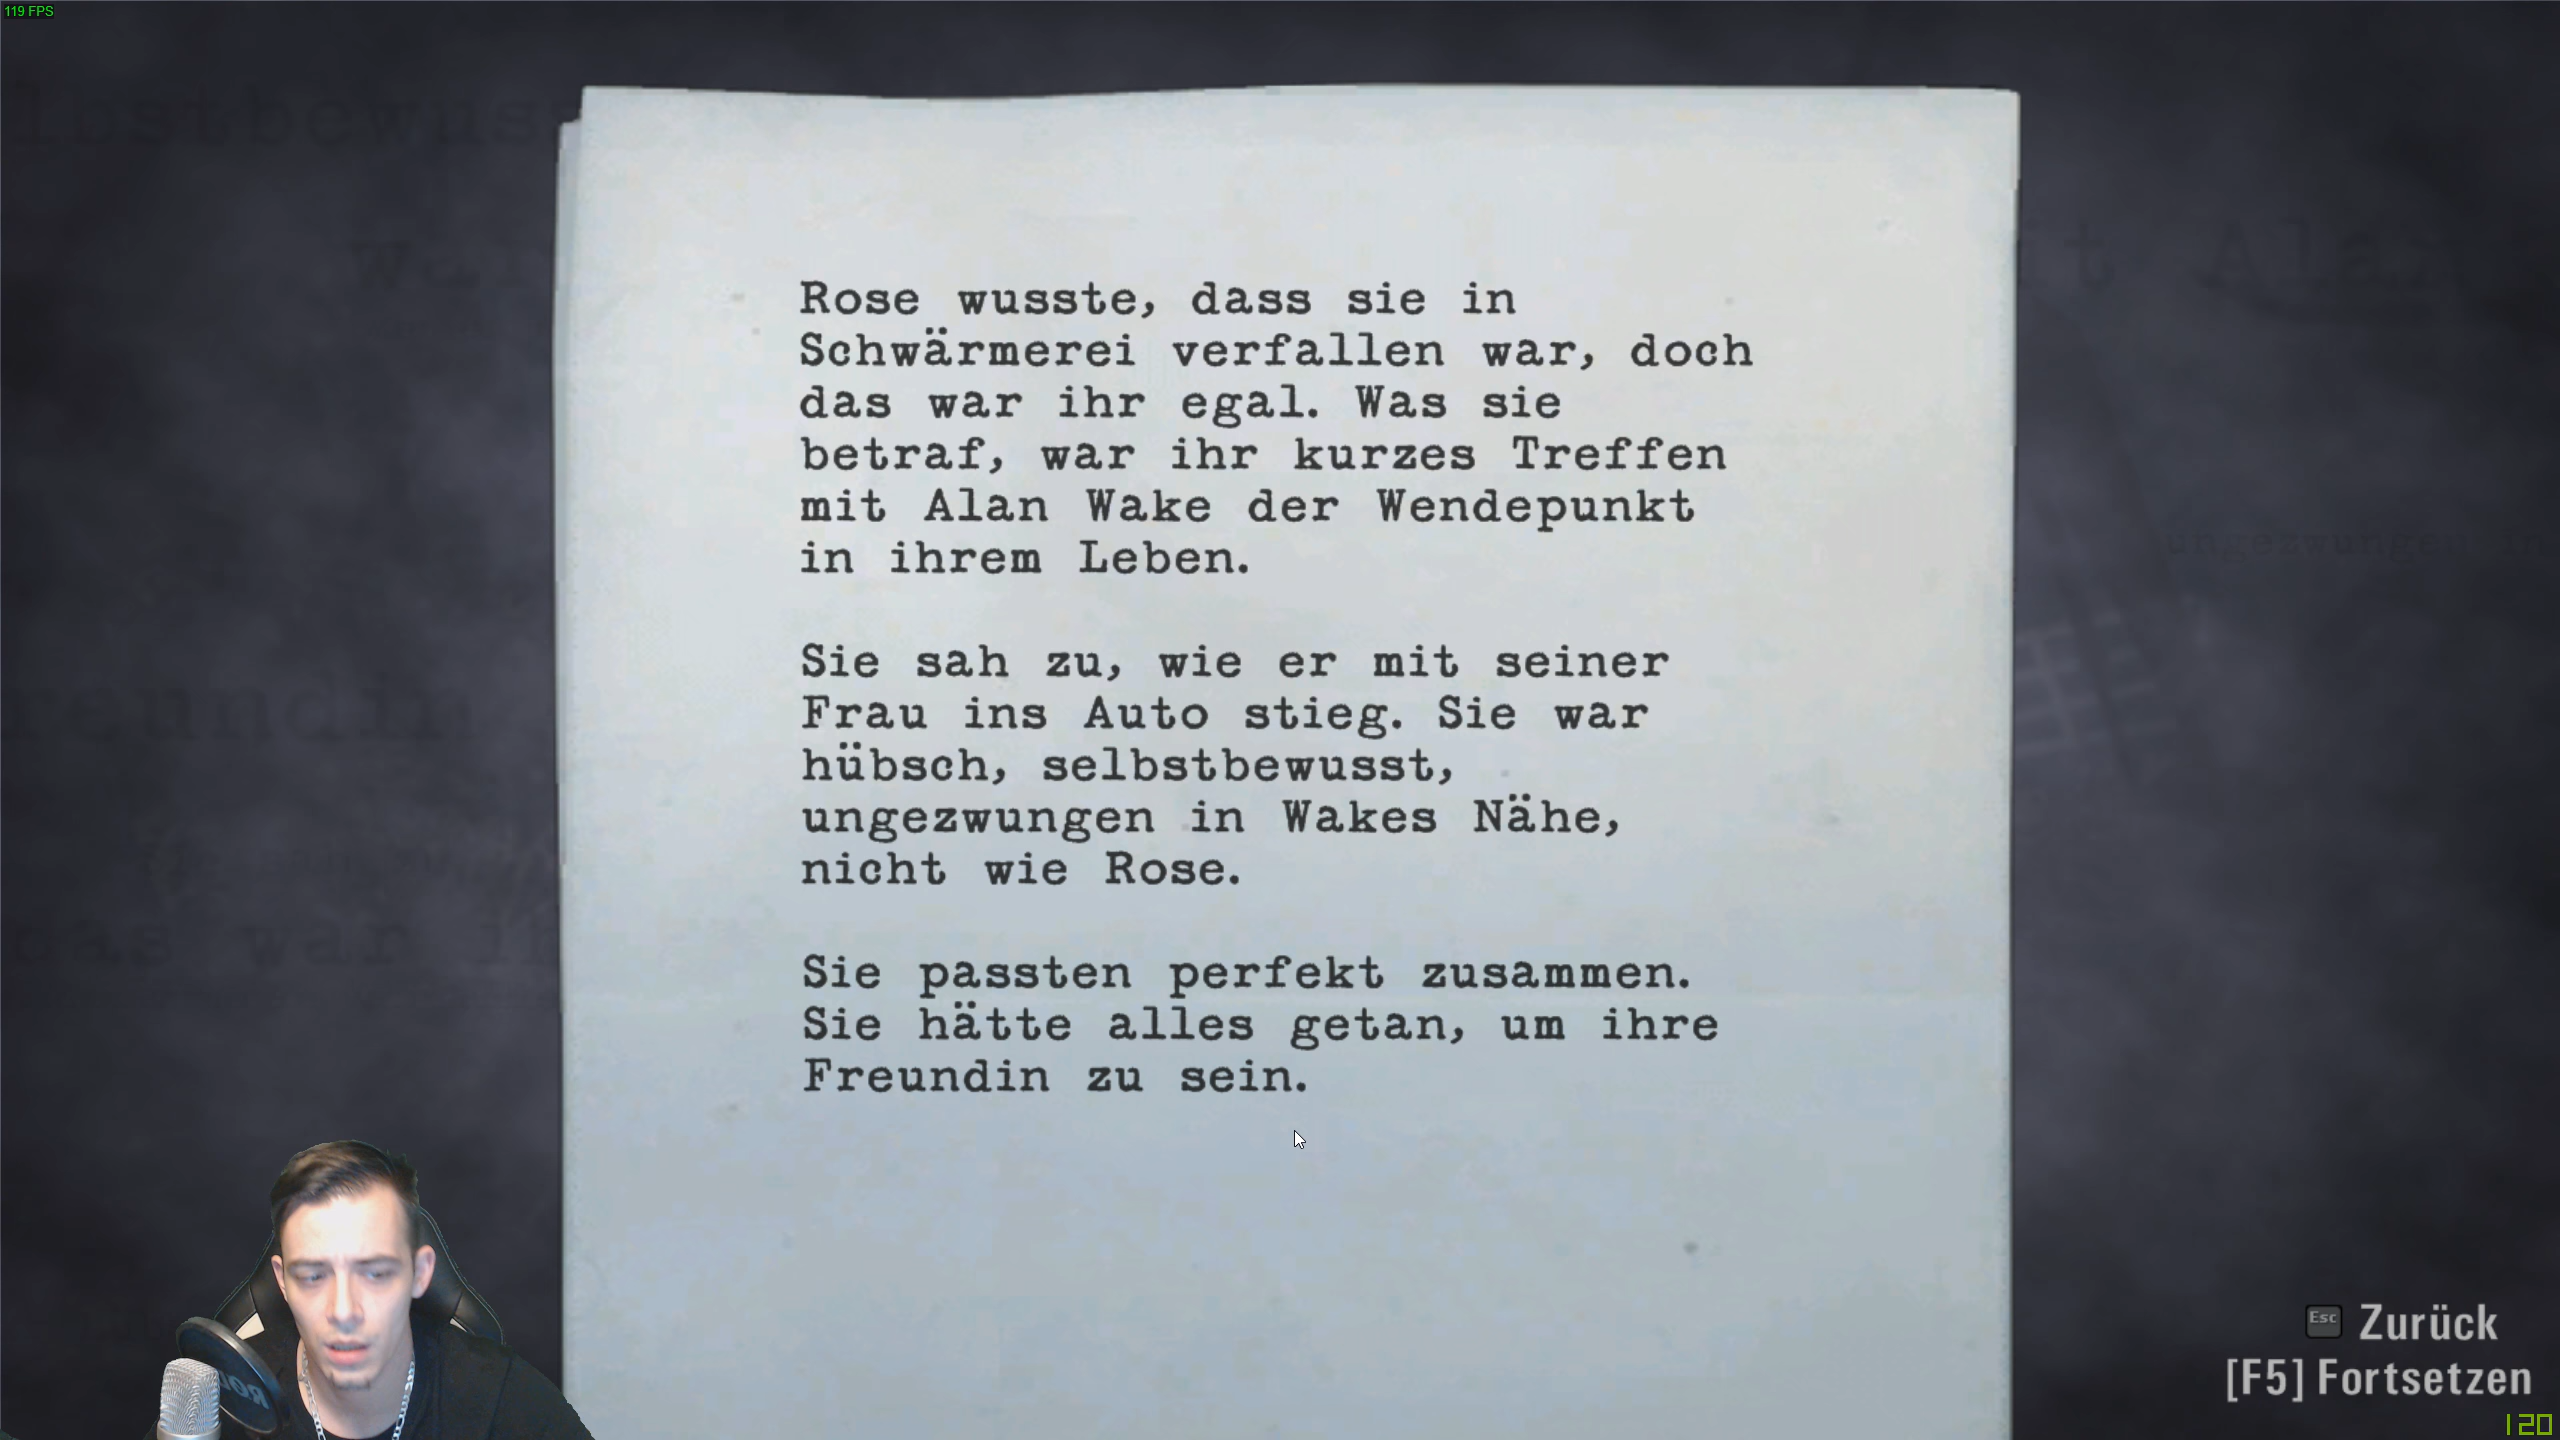 119 FPS
Rose wusste, dass sie in
Schwärmerei verfallen war, doch
das war ihr egal. Was sie
betraf, war ihr kurzes Treffen
mit Alan Wake der Wendepunkt
in ihrem Leben.
Sie sah zu, wie er mit seiner
Frau ins Auto stieg. Sie war
hübsch, selbstbewusst,
ungezwungen in Wakes Nähe,
nicht wie Rose.
Sie passten perfekt zusammen.
Sie hätte alles getan, um ihre
Freundin zu sein.
Esc Zurück
[F5] Fortsetzen
120